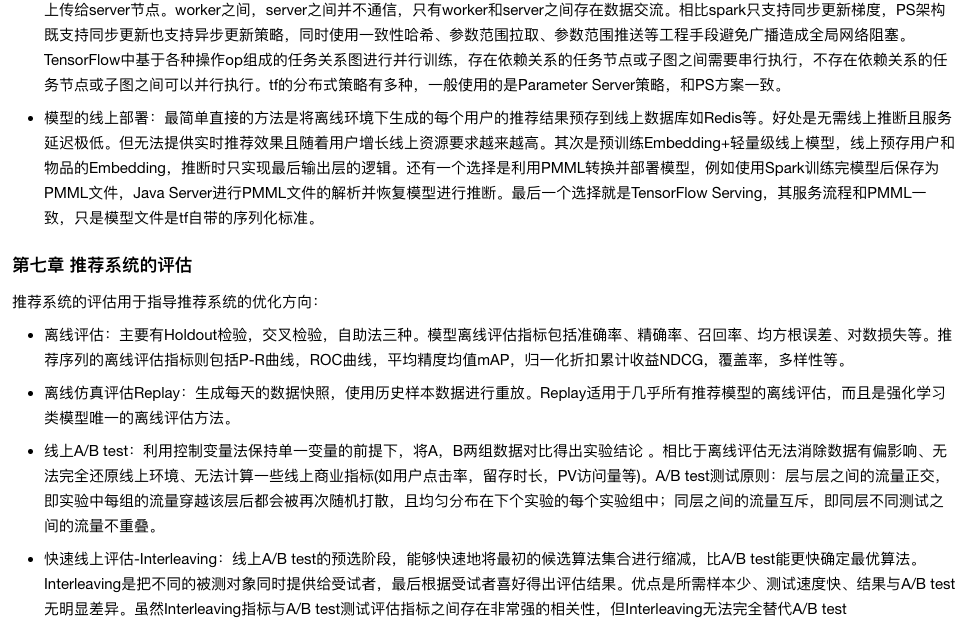 上传给server节点。worker之间，server之间并不通信，只有worker和server之间存在数据交流。相比spark只支持同步更新梯度，PS架构
既支持同步更新也支持异步更新策略，同时使用一致性哈希、参数范围拉取、参数范围推送等工程手段避免广播造成全局网络阻塞。
TensorFlow中基于各种操作op组成的任务关系图进行并行训练，存在依赖关系的任务节点或子图之间需要串行执行，不存在依赖关系的任
务节点或子图之间可以并行执行。tf的分布式策略有多种，一般使用的是Parameter Server策略，和PS方案一致。
• 模型的线上部署：最简单直接的方法是将离线环境下生成的每个用户的推荐结果预存到线上数据库如Redis等。好处是无需线上推断且服务
延迟极低。但无法提供实时推荐效果且随着用户增长线上资源要求越来越高。其次是预训练Embedding+轻量级线上模型，线上预存用户和
物品的Embedding，推断时只实现最后输出层的逻辑。还有一个选择是利用PMML转换并部署模型，例如使用Spark训练完模型后保存为
PMML文件，Java Server进行PMML文件的解析并恢复模型进行推断。最后一个选择就是TensorFlow Serving，其服务流程和PMML一
致，只是模型文件是tf自带的序列化标准。
第七章 推荐系统的评估
推荐系统的评估用于指导推荐系统的优化方向：
• 离线评估：主要有Holdout检验，交叉检验，自助法三种。模型离线评估指标包括准确率、精确率、召回率、均方根误差、对数损失等。推
荐序列的离线评估指标则包括P-R曲线，ROC曲线，平均精度均值mAP，归一化折扣累计收益NDCG，覆盖率，多样性等。
• 离线仿真评估Replay：生成每天的数据快照，使用历史样本数据进行重放。Replay适用于几乎所有推荐模型的离线评估，而且是强化学习
类模型唯一的离线评估方法。
• 线上A/B test：利用控制变量法保持单一变量的前提下，将A，B两组数据对比得出实验结论 。相比于离线评估无法消除数据有偏影响、无
法完全还原线上环境、无法计算一些线上商业指标(如用户点击率，留存时长，PV访问量等)。A/B test测试原则：层与层之间的流量正交，
即实验中每组的流量穿越该层后都会被再次随机打散，且均匀分布在下个实验的每个实验组中；同层之间的流量互斥，即同层不同测试之
间的流量不重叠。
• 快速线上评估-Interleaving：线上A/B test的预选阶段，能够快速地将最初的候选算法集合进行缩减，比A/B test能更快确定最优算法。
Interleaving是把不同的被测对象同时提供给受试者，最后根据受试者喜好得出评估结果。优点是所需样本少、测试速度快、结果与A/B test
无明显差异。虽然Interleaving指标与A/B test测试评估指标之间存在非常强的相关性，但Interleaving无法完全替代A/B test